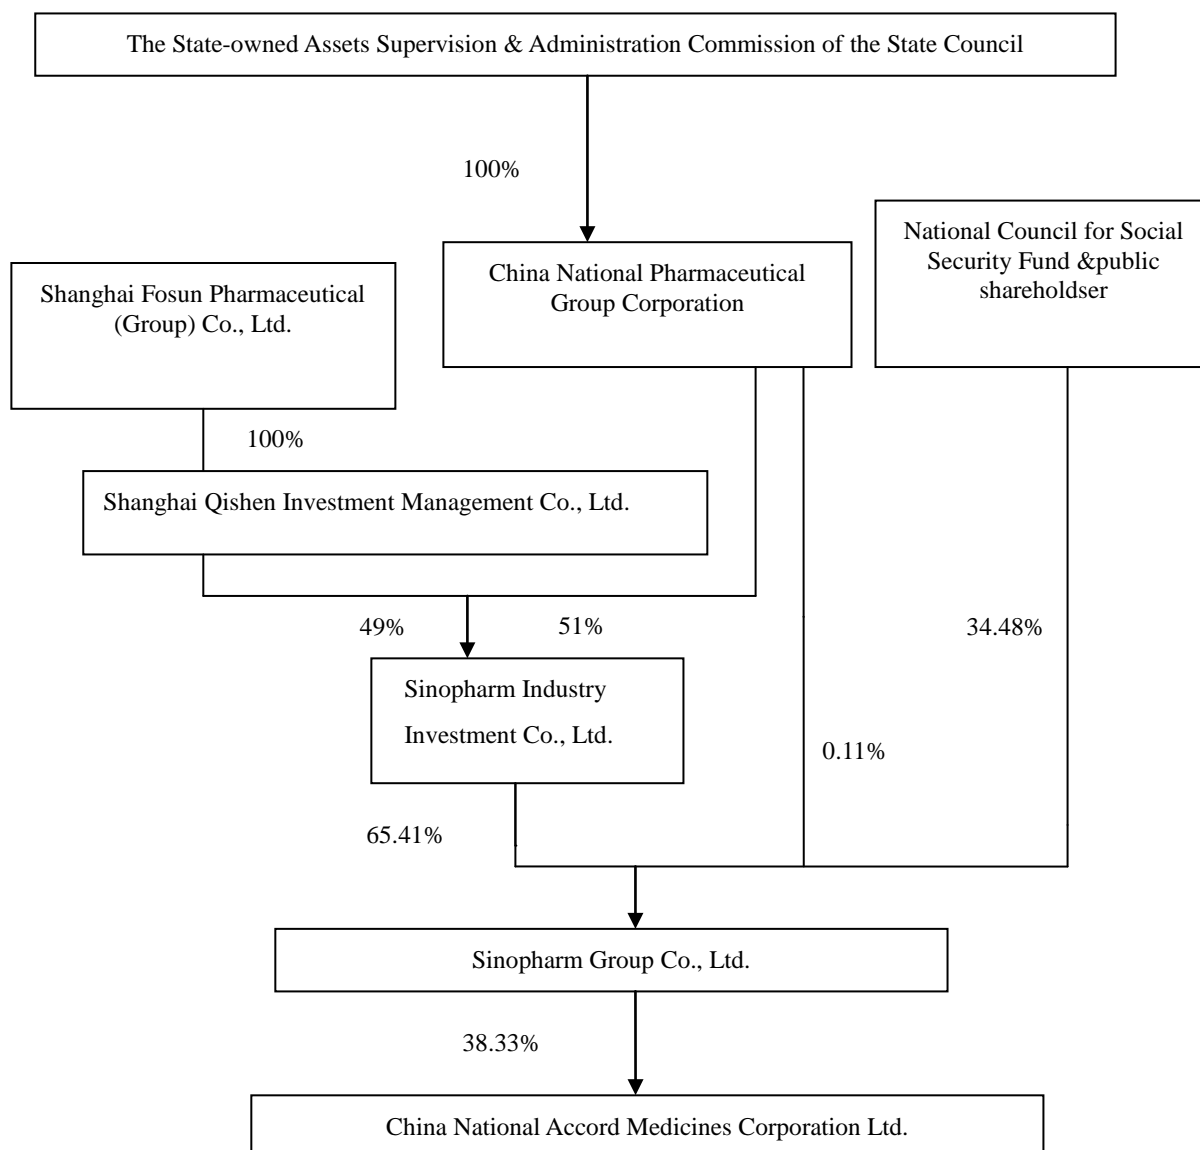 The State-owned Assets Supervision & Administration Commission of the State Council
100%
National Council for Social
Security Fund &public
shareholdser
China National Pharmaceutical
Group Corporation
Shanghai Fosun Pharmaceutical
(Group) Co., Ltd.
100%
Shanghai Qishen Investment Management Co., Ltd.
49%
51%
34.48%
Sinopharm Industry
Investment Co., Ltd.
0.11%
65.41%
Sinopharm Group Co., Ltd.
38.33%
China National Accord Medicines Corporation Ltd.